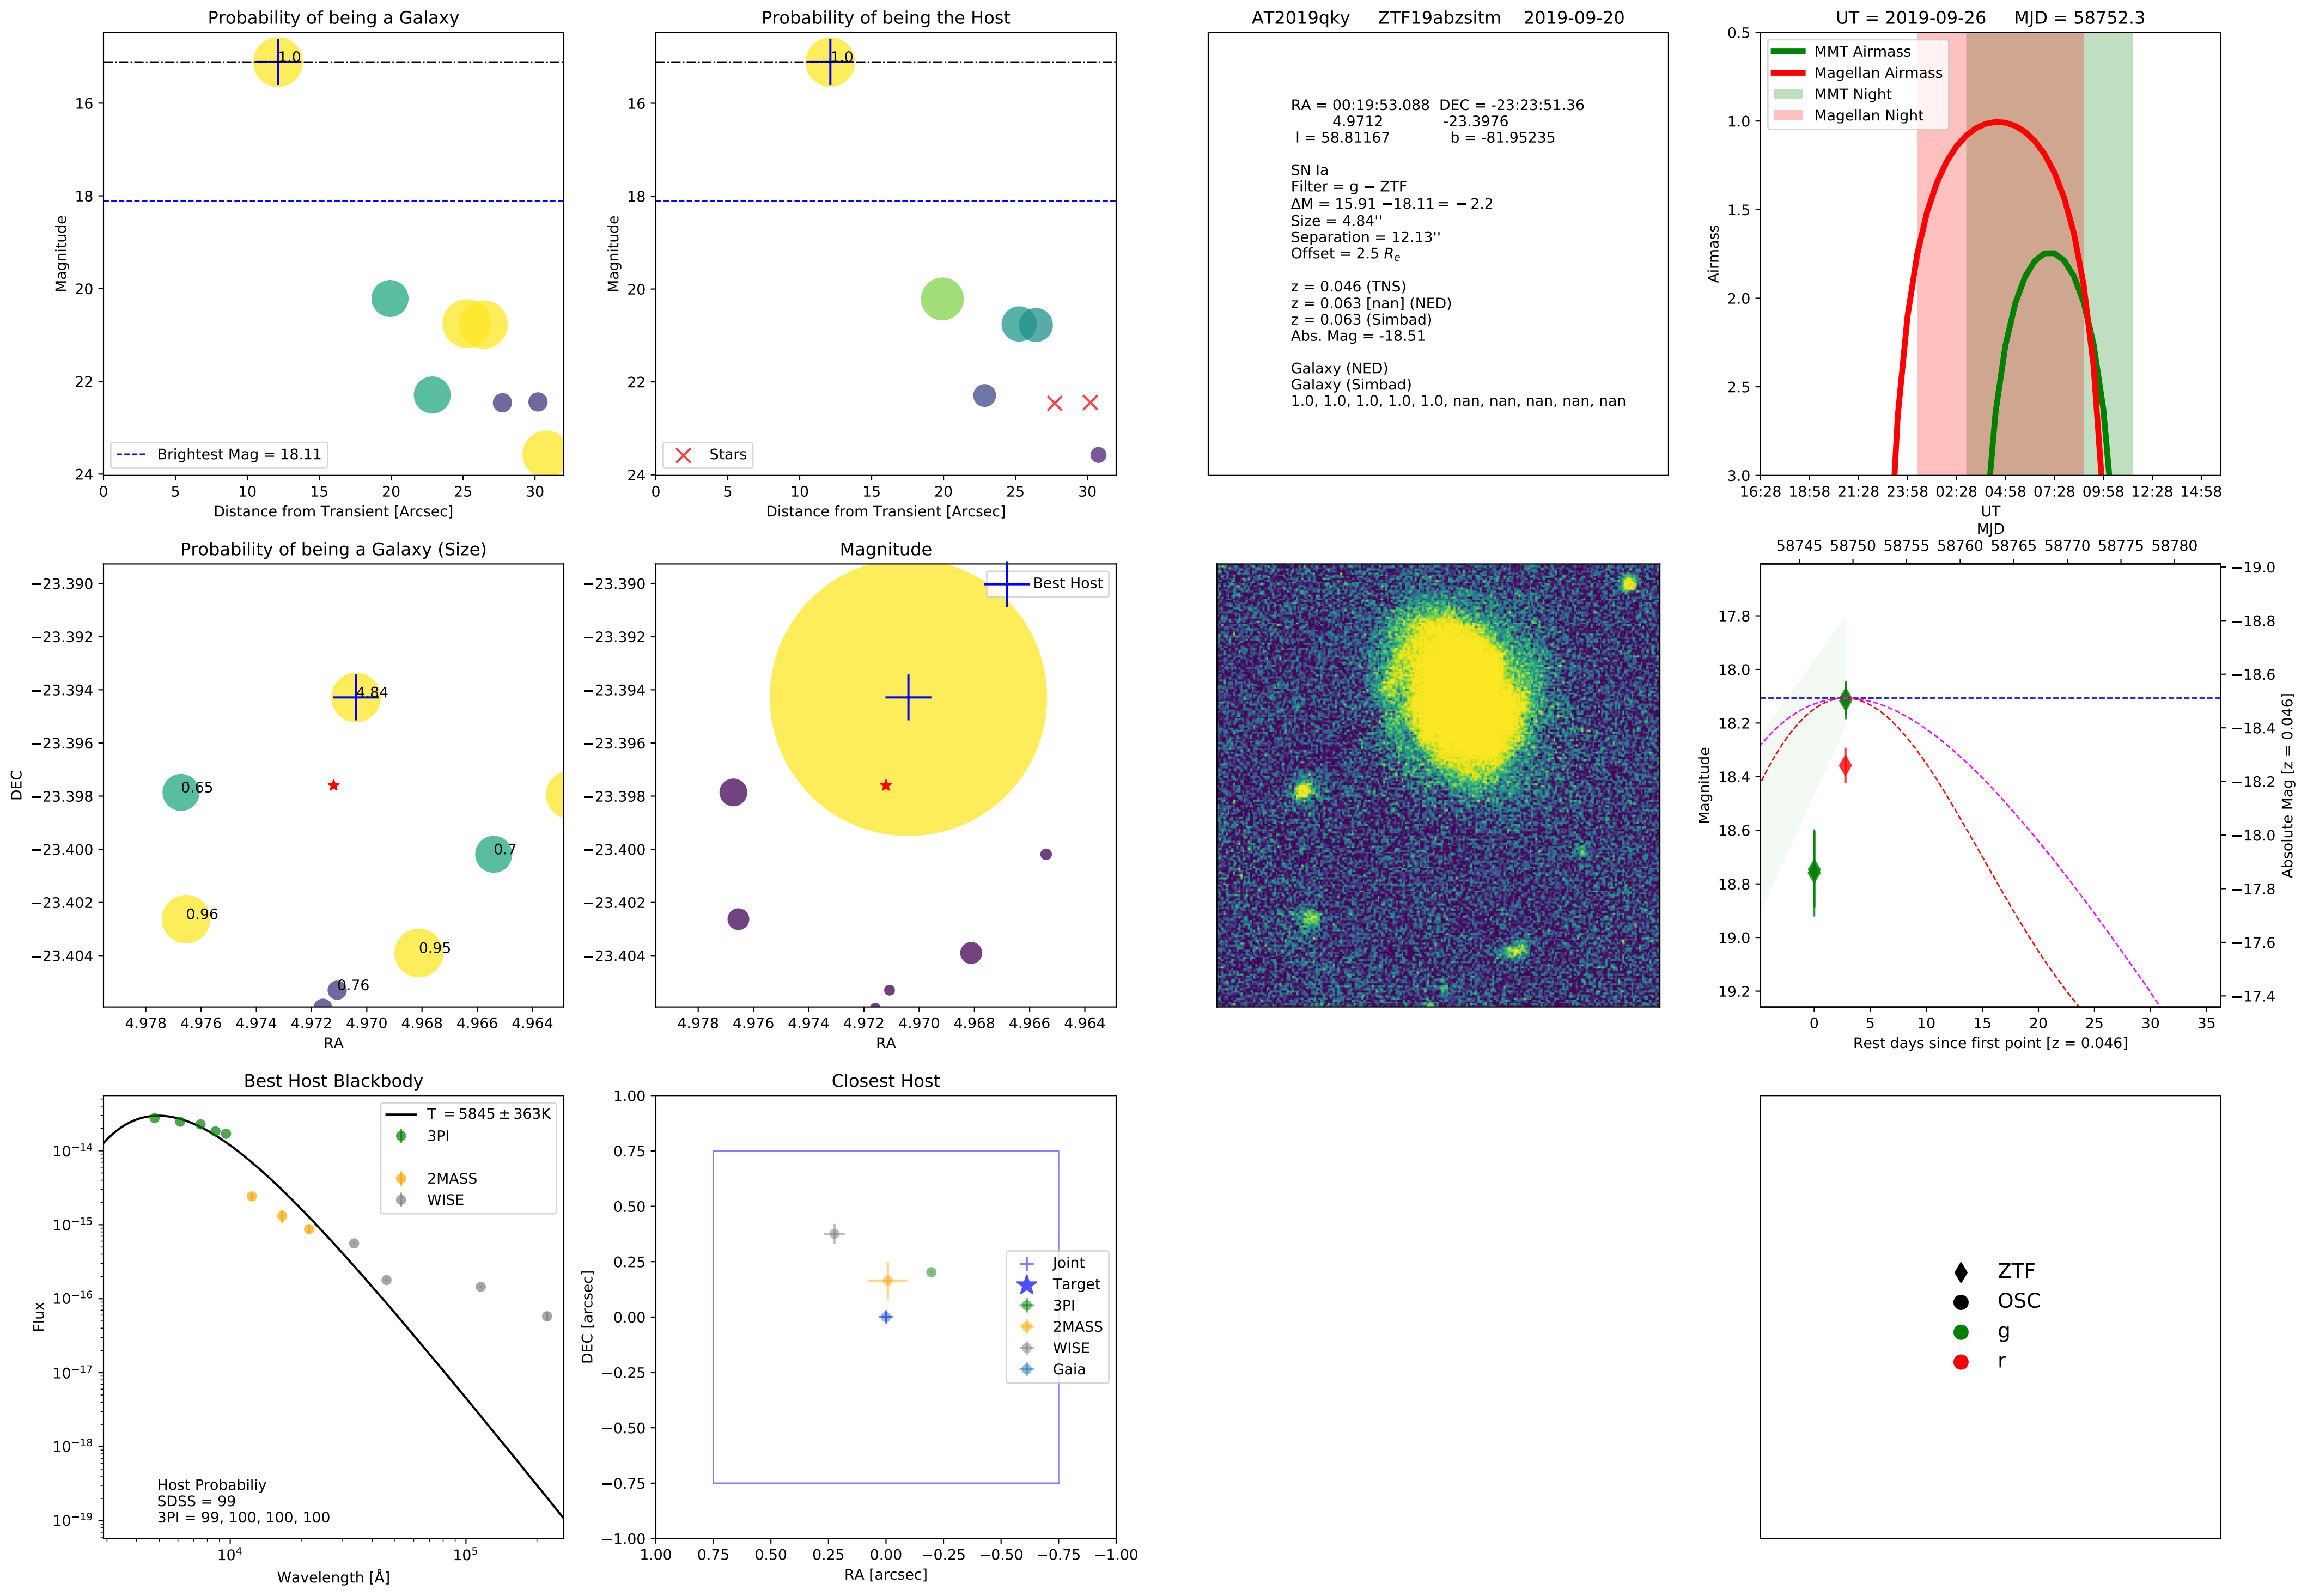 Probability of being a Galaxy
1.0
16
18
20
22
24
Magnitude
Brightest Mag = 18.11
0 5 10 15 20 25 30
Distance from Transient [Arcsec]
Probability of being the Host
1.0
16
18
20
22
24
Magnitude
Stars
0 5 10 15 20 25 30
Distance from Transient [Arcsec]
AT2019qky ZTF19abzsitm 2019-09-20
RA = 00:19:53.088 DEC = -23:23:51.36
4.9712 -23.3976
l = 58.81167 b = -81.95235
SN Ia
Filter = g − ZTF
ΔM = 15.91 −18.11 = − 2.2
Size = 4.84''
Separation = 12.13''
Offset = 2.5 Re
z = 0.046 (TNS)
z = 0.063 [nan] (NED)
z = 0.063 (Simbad)
Abs. Mag = -18.51
Galaxy (NED)
Galaxy (Simbad)
1.0, 1.0, 1.0, 1.0, 1.0, nan, nan, nan, nan, nan
UT = 2019-09-26 MJD = 58752.3
MMT Airmass
Magellan Airmass
MMT Night
Magellan Night
0.5
1.0
1.5
2.0
2.5
3.0
Airmass
16:28 18:58 21:28 23:58 02:28 04:58 07:28 09:58 12:28 14:58
UT
Probability of being a Galaxy (Size)
−23.390
−23.392
−23.394
−23.396
−23.398
−23.400
−23.402
−23.404
DEC
4.84
0.65
0.7
0.96
0.95
0.76
4.978 4.976 4.974 4.972 4.970 4.968 4.966 4.964
RA
Magnitude
Best Host
−23.390
−23.392
−23.394
−23.396
−23.398
−23.400
−23.402
−23.404
4.978 4.976 4.974 4.972 4.970 4.968 4.966 4.964
RA
MJD
58745 58750 58755 58760 58765 58770 58775 58780
17.8
18.0
18.2
18.4
18.6
18.8
19.0
19.2
Magnitude
−19.0
−18.8
−18.6
−18.4
−18.2
−18.0
−17.8
−17.6
−17.4
Absolute Mag [z = 0.046]
0 5 10 15 20 25 30 35
Rest days since first point [z = 0.046]
Best Host Blackbody
T = 5845 ± 363K
3PI
2MASS
WISE
10−14
10−15
10−16
10−17
10−18
10−19
Flux
Host Probabiliy
SDSS = 99
3PI = 99, 100, 100, 100
104 105
Wavelength [Å]
Closest Host
1.00
0.75
0.50
0.25
0.00
−0.25
−0.50
−0.75
−1.00
DEC [arcsec]
Joint
Target
3PI
2MASS
WISE
Gaia
1.00 0.75 0.50 0.25 0.00 −0.25 −0.50 −0.75 −1.00
RA [arcsec]
ZTF
OSC
g
r